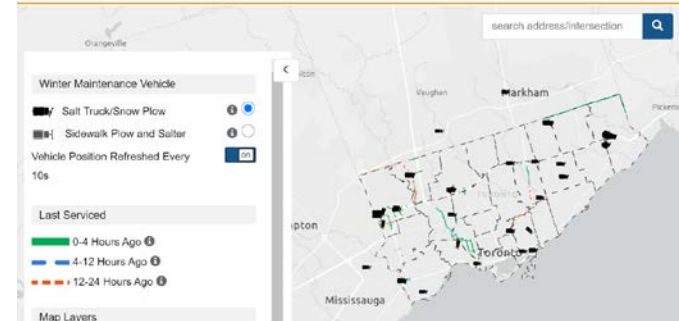 search address/intersection
Orangeville
Winter Maintenance Vehicle
Salt Truck/Snow Plow
Sidewalk Plow and Salter
Vehicle Position Refreshed Every
on
10s
Last Serviced
0-4 Hours Ago
4-12 Hours Ago
12-24 Hours Ago
Map Layers
Vaughan
Markham
Pickering
TORONTO
Toronto
Mississauga